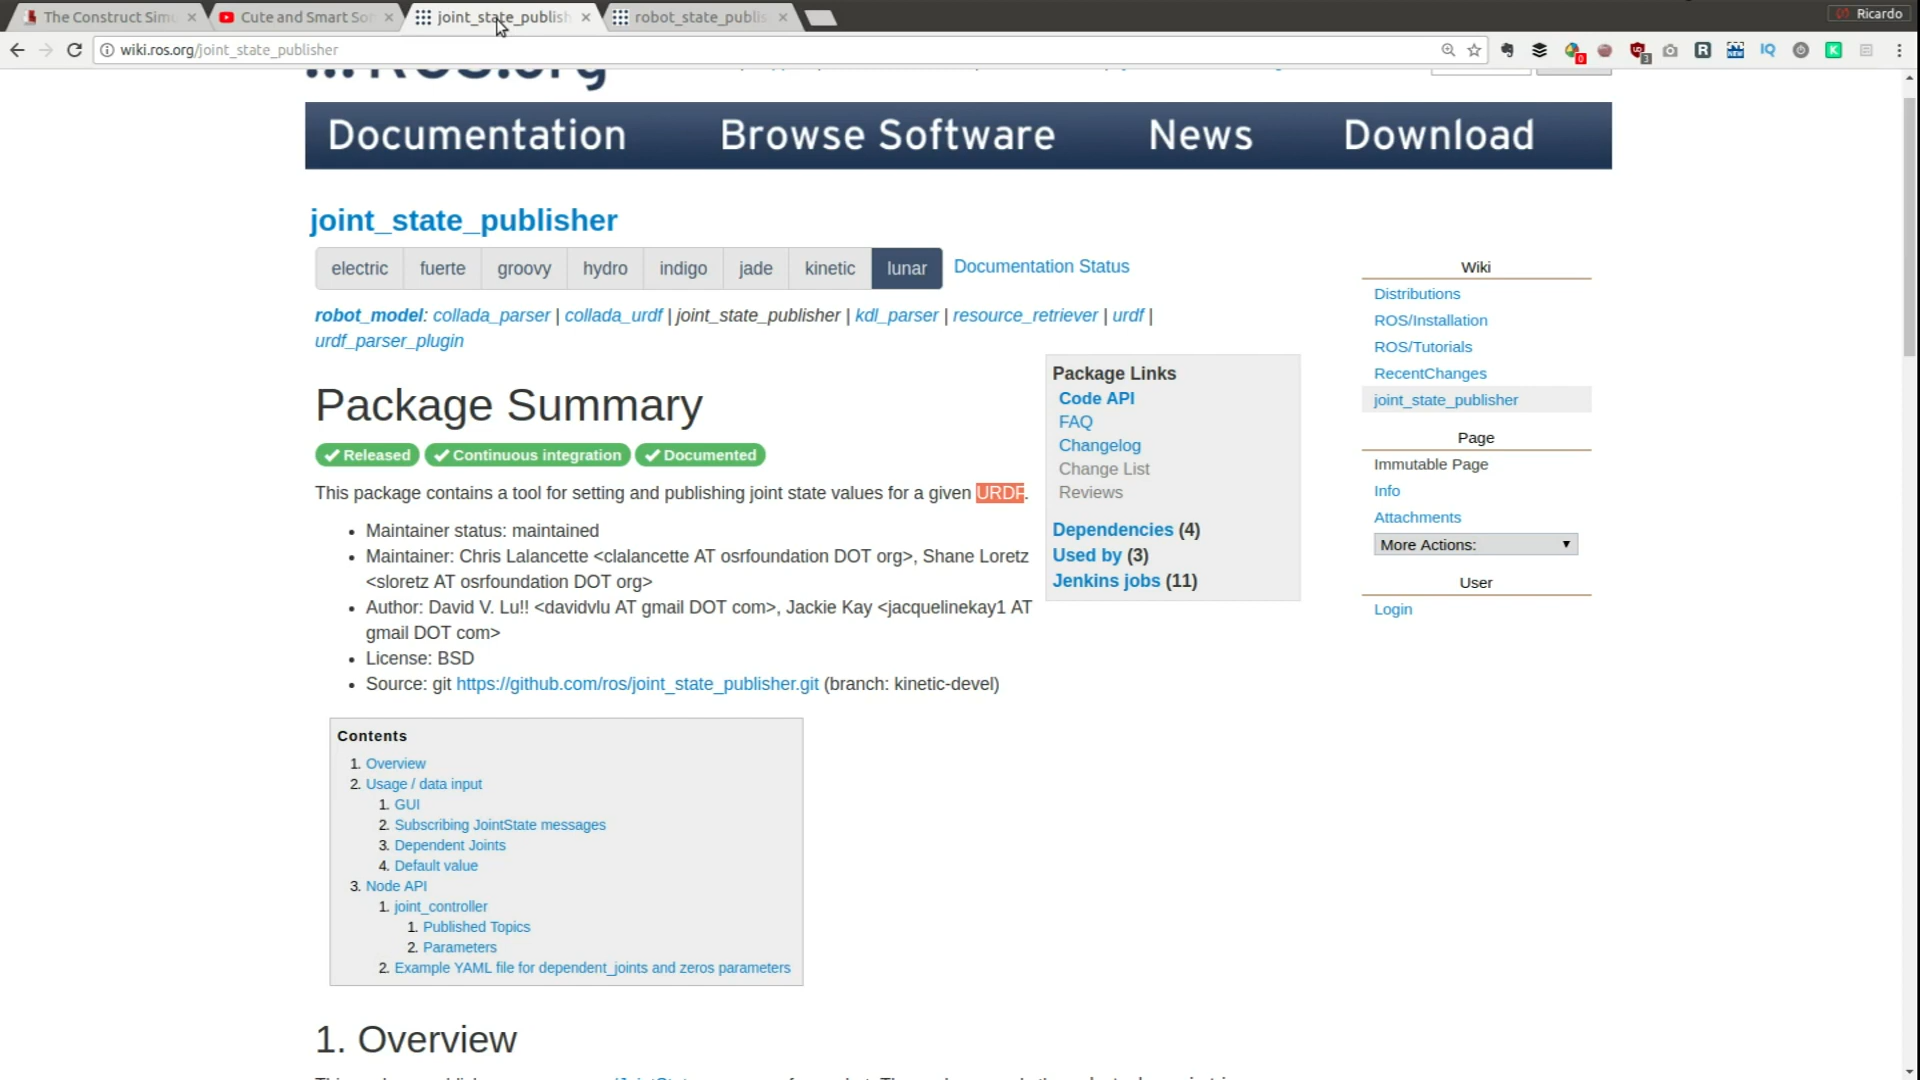 The Construct Simu
Cute and Smart So
joint_state_publish
robot_state_publis
Ricardo
wiki.ros.org/joint_state_publisher
ROS.org
Documentation Browse Software News Download
joint_state_publisher
electric fuerte groovy hydro indigo jade kinetic lunar Documentation Status
robot_model: collada_parser | collada_urdf | joint_state_publisher | kdl_parser | resource_retriever | urdf |
urdf_parser_plugin
Package Summary
Released Continuous integration Documented
This package contains a tool for setting and publishing joint state values for a given URDF.
• Maintainer status: maintained
• Maintainer: Chris Lalancette <clalancette AT osrfoundation DOT org>, Shane Loretz
<sloretz AT osrfoundation DOT org>
• Author: David V. Lu!! <davidvlu AT gmail DOT com>, Jackie Kay <jacquelinekay1 AT
gmail DOT com>
• License: BSD
• Source: git https://github.com/ros/joint_state_publisher.git (branch: kinetic-devel)
Package Links
Code API
FAQ
Changelog
Change List
Reviews
Dependencies (4)
Used by (3)
Jenkins jobs (11)
Wiki
Distributions
ROS/Installation
ROS/Tutorials
RecentChanges
joint_state_publisher
Page
Immutable Page
Info
Attachments
More Actions:
User
Login
Contents
1. Overview
2. Usage / data input
1. GUI
2. Subscribing JointState messages
3. Dependent Joints
4. Default value
3. Node API
1. joint_controller
1. Published Topics
2. Parameters
2. Example YAML file for dependent_joints and zeros parameters
1. Overview